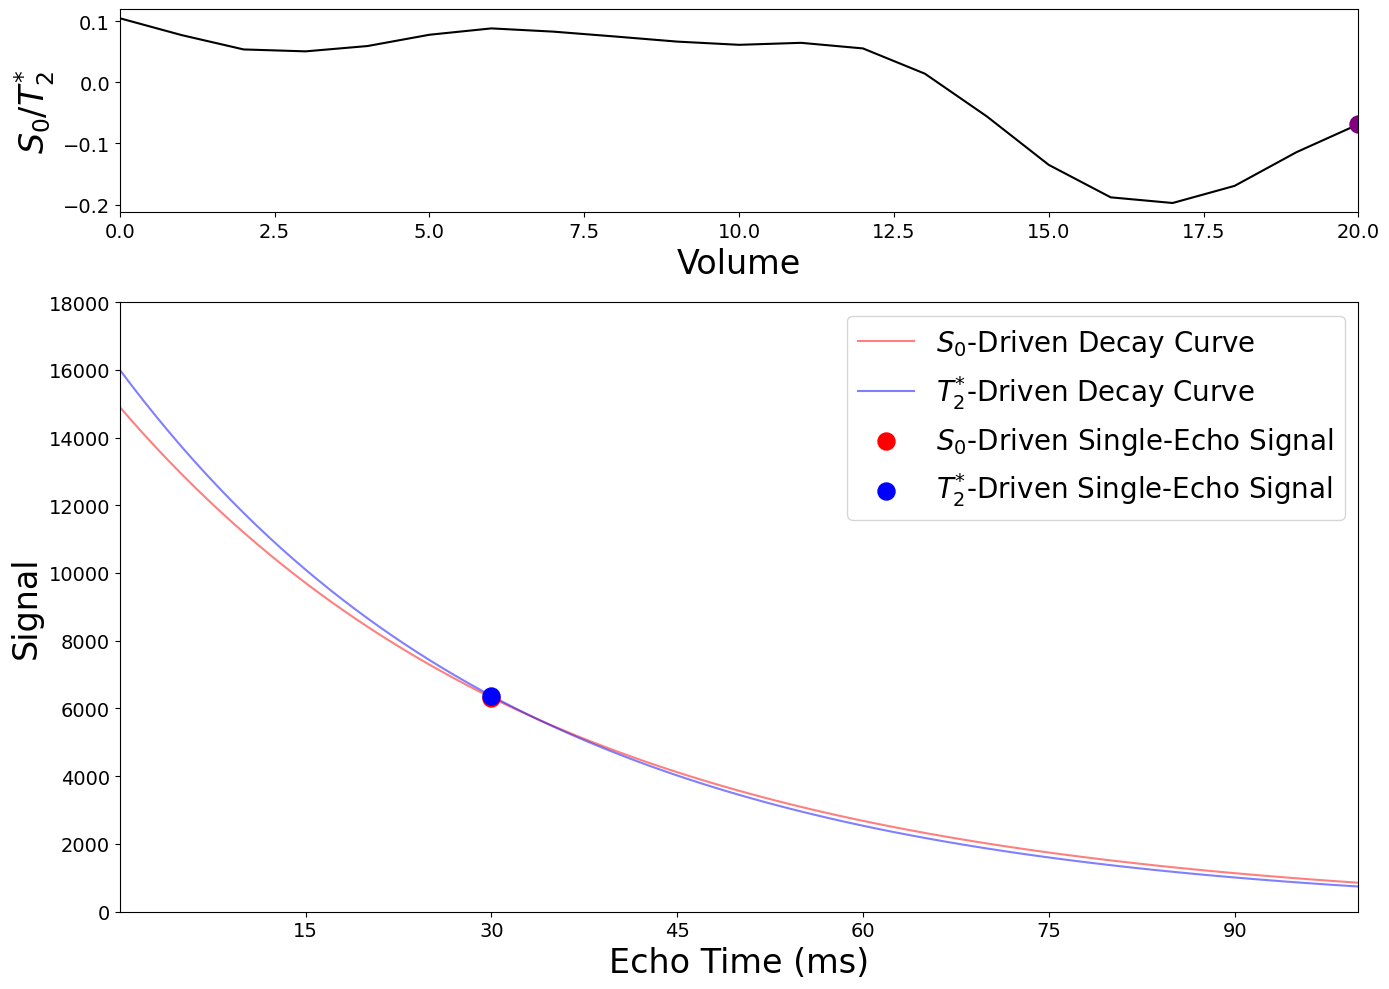 0.1
0.0
−0.1
−0.2
S₀/T₂*
0.0 2.5 5.0 7.5 10.0 12.5 15.0 17.5 20.0
Volume
18000
16000
14000
12000
10000
8000
6000
4000
2000
0
Signal
S₀-Driven Decay Curve
T₂*-Driven Decay Curve
S₀-Driven Single-Echo Signal
T₂*-Driven Single-Echo Signal
15 30 45 60 75 90
Echo Time (ms)